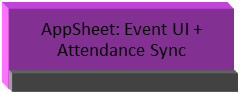 AppSheet: Event UI +
Attendance Sync